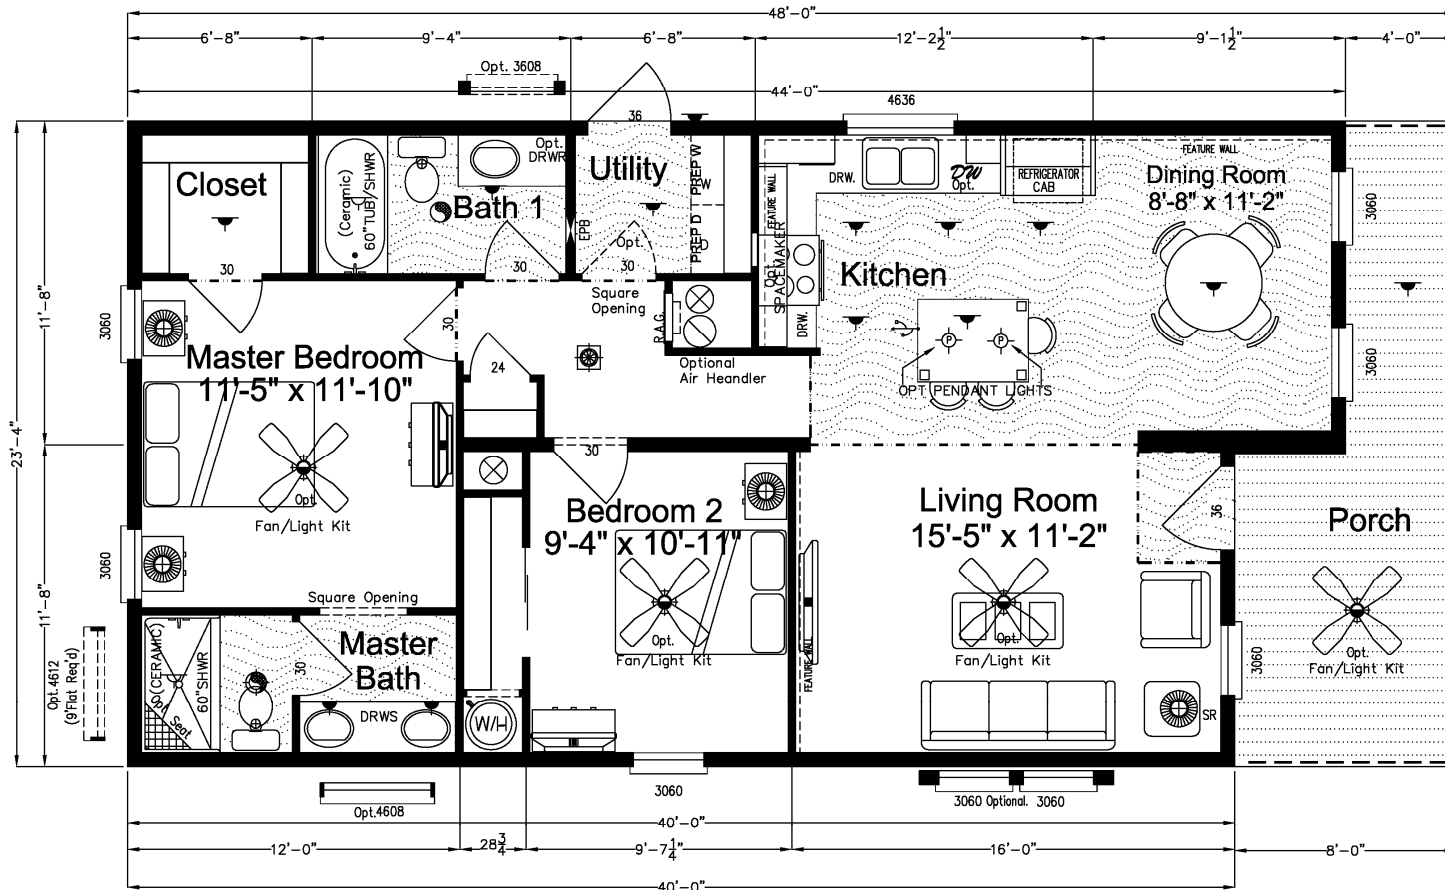 48'-0"
6'-8"
9'-4"
6'-8"
12'-2 1/2"
9'-1 1/2"
4'-0"
Opt. 3608
44'-0"
4636
36
Closet
(Ceramic)
60"TUB/SHWR
Opt.
DRWR
Bath 1
Utility
PREP W
W
PREP D
D
EPB
Opt.
30
30
30
FEATURE WALL
DRW.
DW
Opt.
REFRIGERATOR
CAB
FEATURE WALL
Dining Room
8'-8" x 11'-2"
3060
Opt.
SPACEMAKER
Kitchen
DRW.
P
P
OPT PENDANT LIGHTS
3060
Square
Opening
R.A.G.
Optional
Air Heandler
11'-8"
23'-4"
11'-8"
3060
Master Bedroom
11'-5" x 11'-10"
30
24
Opt.
Fan/Light Kit
3060
30
Bedroom 2
9'-4" x 10'-11"
Opt.
Fan/Light Kit
Living Room
15'-5" x 11'-2"
Opt.
Fan/Light Kit
36
Porch
Opt.
Fan/Light Kit
FEATURE WALL
3060
SR
Square Opening
Master
Bath
(CERAMIC)
60"SHWR
Opt Seat
30
DRWS
W/H
Opt. 4612
(9'Flat Req'd)
Opt.4608
3060
3060 Optional. 3060
40'-0"
12'-0"
28 3/4
9'-7 1/4"
16'-0"
8'-0"
40'-0"